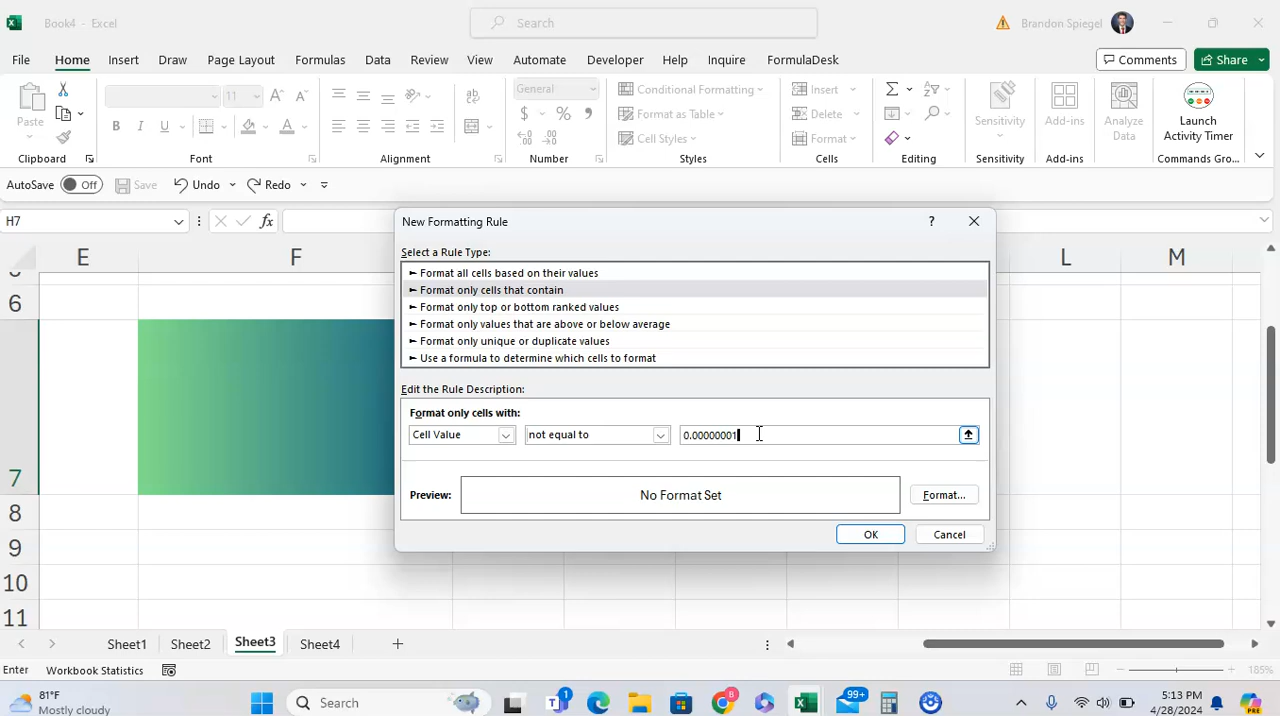 Book4 - Excel
Search
Brandon Spiegel
File Home Insert Draw Page Layout Formulas Data Review View Automate Developer Help Inquire FormulaDesk
Comments Share
Paste
11
B I U
General
$ % 9
Conditional Formatting
Format as Table
Cell Styles
Insert
Delete
Format
Sensitivity
Add-ins
Analyze Data
Launch Activity Timer
Clipboard Font Alignment Number Styles Cells Editing Sensitivity Add-ins Commands Gro...
AutoSave Off Save Undo Redo
H7
fx
E F L M
6
7
8
9
10
11
New Formatting Rule
?
Select a Rule Type:
► Format all cells based on their values
► Format only cells that contain
► Format only top or bottom ranked values
► Format only values that are above or below average
► Format only unique or duplicate values
► Use a formula to determine which cells to format
Edit the Rule Description:
Format only cells with:
Cell Value not equal to 0.00000001
Preview: No Format Set Format...
OK Cancel
Sheet1 Sheet2 Sheet3 Sheet4 +
Enter Workbook Statistics 185%
81°F
Mostly cloudy
Search
1
8
99+
5:13 PM
4/28/2024
PRE